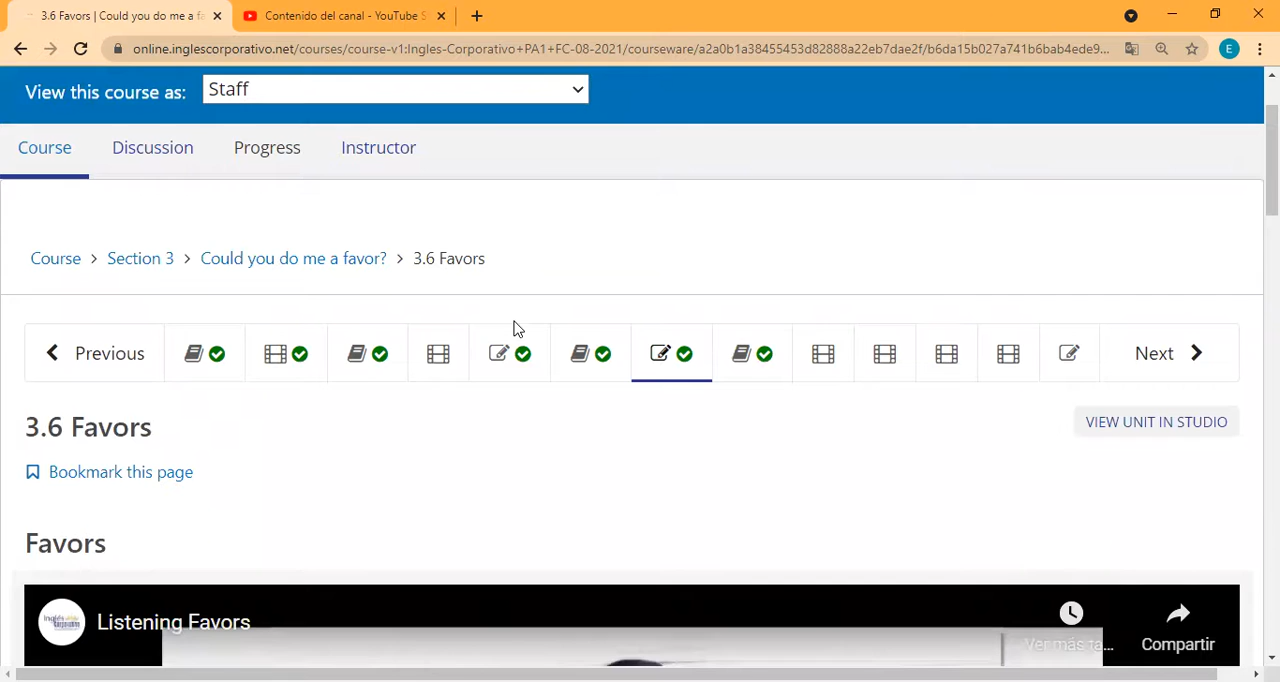 3.6 Favors | Could you do me a fa
Contenido del canal - YouTube S
online.inglescorporativo.net/courses/course-v1:Ingles-Corporativo+PA1+FC-08-2021/courseware/a2a0b1a38455453d82888a22eb7dae2f/b6da15b027a741b6bab4ede9...
E
View this course as: Staff
Course Discussion Progress Instructor
Course > Section 3 > Could you do me a favor? > 3.6 Favors
Previous Next
3.6 Favors
VIEW UNIT IN STUDIO
Bookmark this page
Favors
Listening Favors
Ver más ta...
Compartir